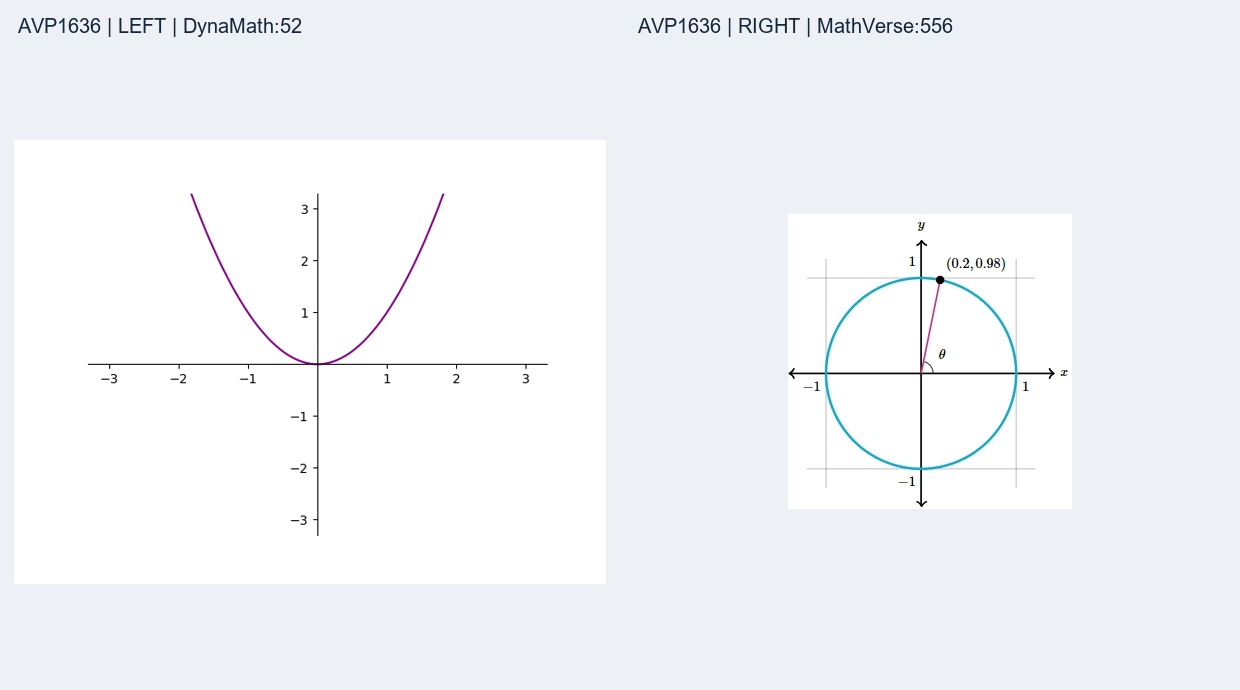 AVP1636 | LEFT | DynaMath:52
AVP1636 | RIGHT | MathVerse:556
3
2
1
−3 −2 −1 1 2 3
−1
−2
−3
y
1 (0.2, 0.98)
θ
x
−1 1
−1